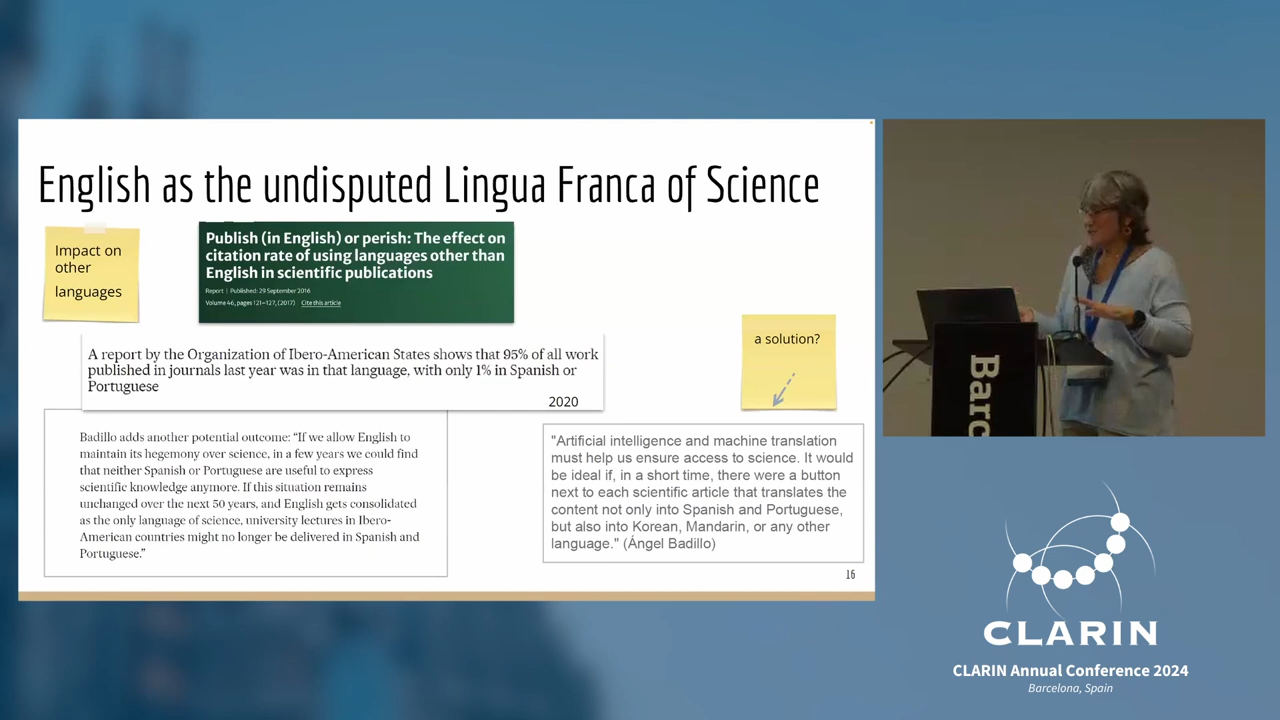 English as the undisputed Lingua Franca of Science
Impact on
other
languages
Publish (in English) or perish: The effect on
citation rate of using languages other than
English in scientific publications
Report | Published: 29 September 2016
Volume 46, pages 121–127, (2017) Cite this article
A report by the Organization of Ibero-American States shows that 95% of all work
published in journals last year was in that language, with only 1% in Spanish or
Portuguese
2020
a solution?
Badillo adds another potential outcome: “If we allow English to
maintain its hegemony over science, in a few years we could find
that neither Spanish or Portuguese are useful to express
scientific knowledge anymore. If this situation remains
unchanged over the next 50 years, and English gets consolidated
as the only language of science, university lectures in Ibero-
American countries might no longer be delivered in Spanish and
Portuguese.”
"Artificial intelligence and machine translation
must help us ensure access to science. It would
be ideal if, in a short time, there were a button
next to each scientific article that translates the
content not only into Spanish and Portuguese,
but also into Korean, Mandarin, or any other
language." (Ángel Badillo)
16
Barc
CLARIN
CLARIN Annual Conference 2024
Barcelona, Spain